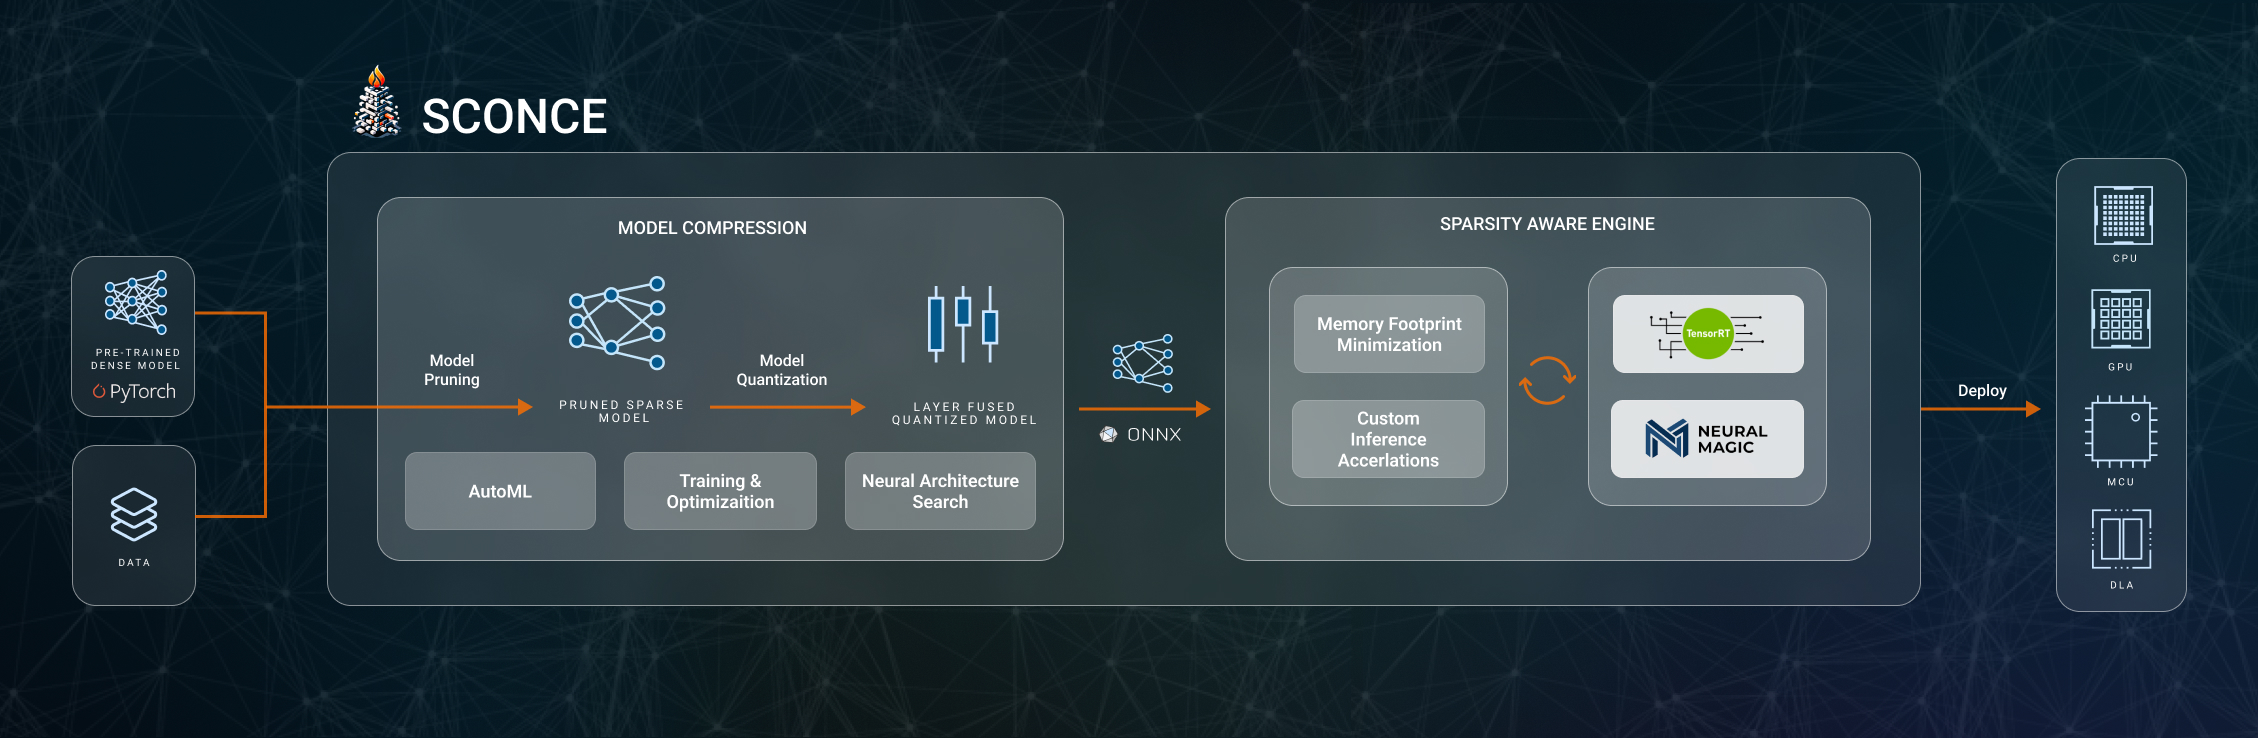 SCONCE
PRE-TRAINED
DENSE MODEL
PyTorch
DATA
MODEL COMPRESSION
Model
Pruning
PRUNED SPARSE
MODEL
Model
Quantization
LAYER FUSED
QUANTIZED MODEL
AutoML
Training &
Optimizaition
Neural Architecture
Search
ONNX
SPARSITY AWARE ENGINE
Memory Footprint
Minimization
Custom
Inference
Accerlations
TensorRT
NEURAL
MAGIC
Deploy
CPU
GPU
MCU
DLA